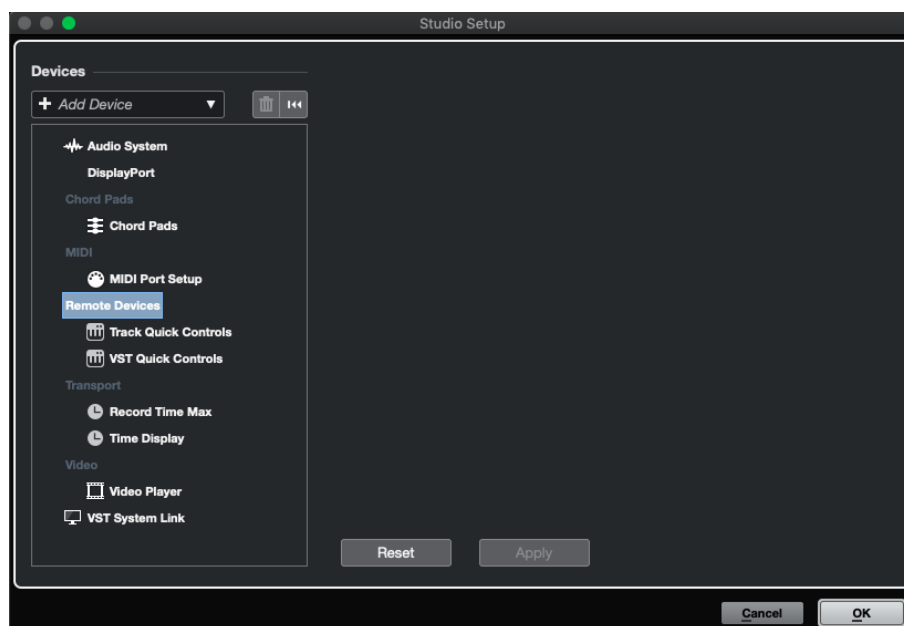 Studio Setup
Devices
Add Device
Audio System
DisplayPort
Chord Pads
Chord Pads
MIDI
MIDI Port Setup
Remote Devices
Track Quick Controls
VST Quick Controls
Transport
Record Time Max
Time Display
Video
Video Player
VST System Link
Reset Apply
Cancel OK